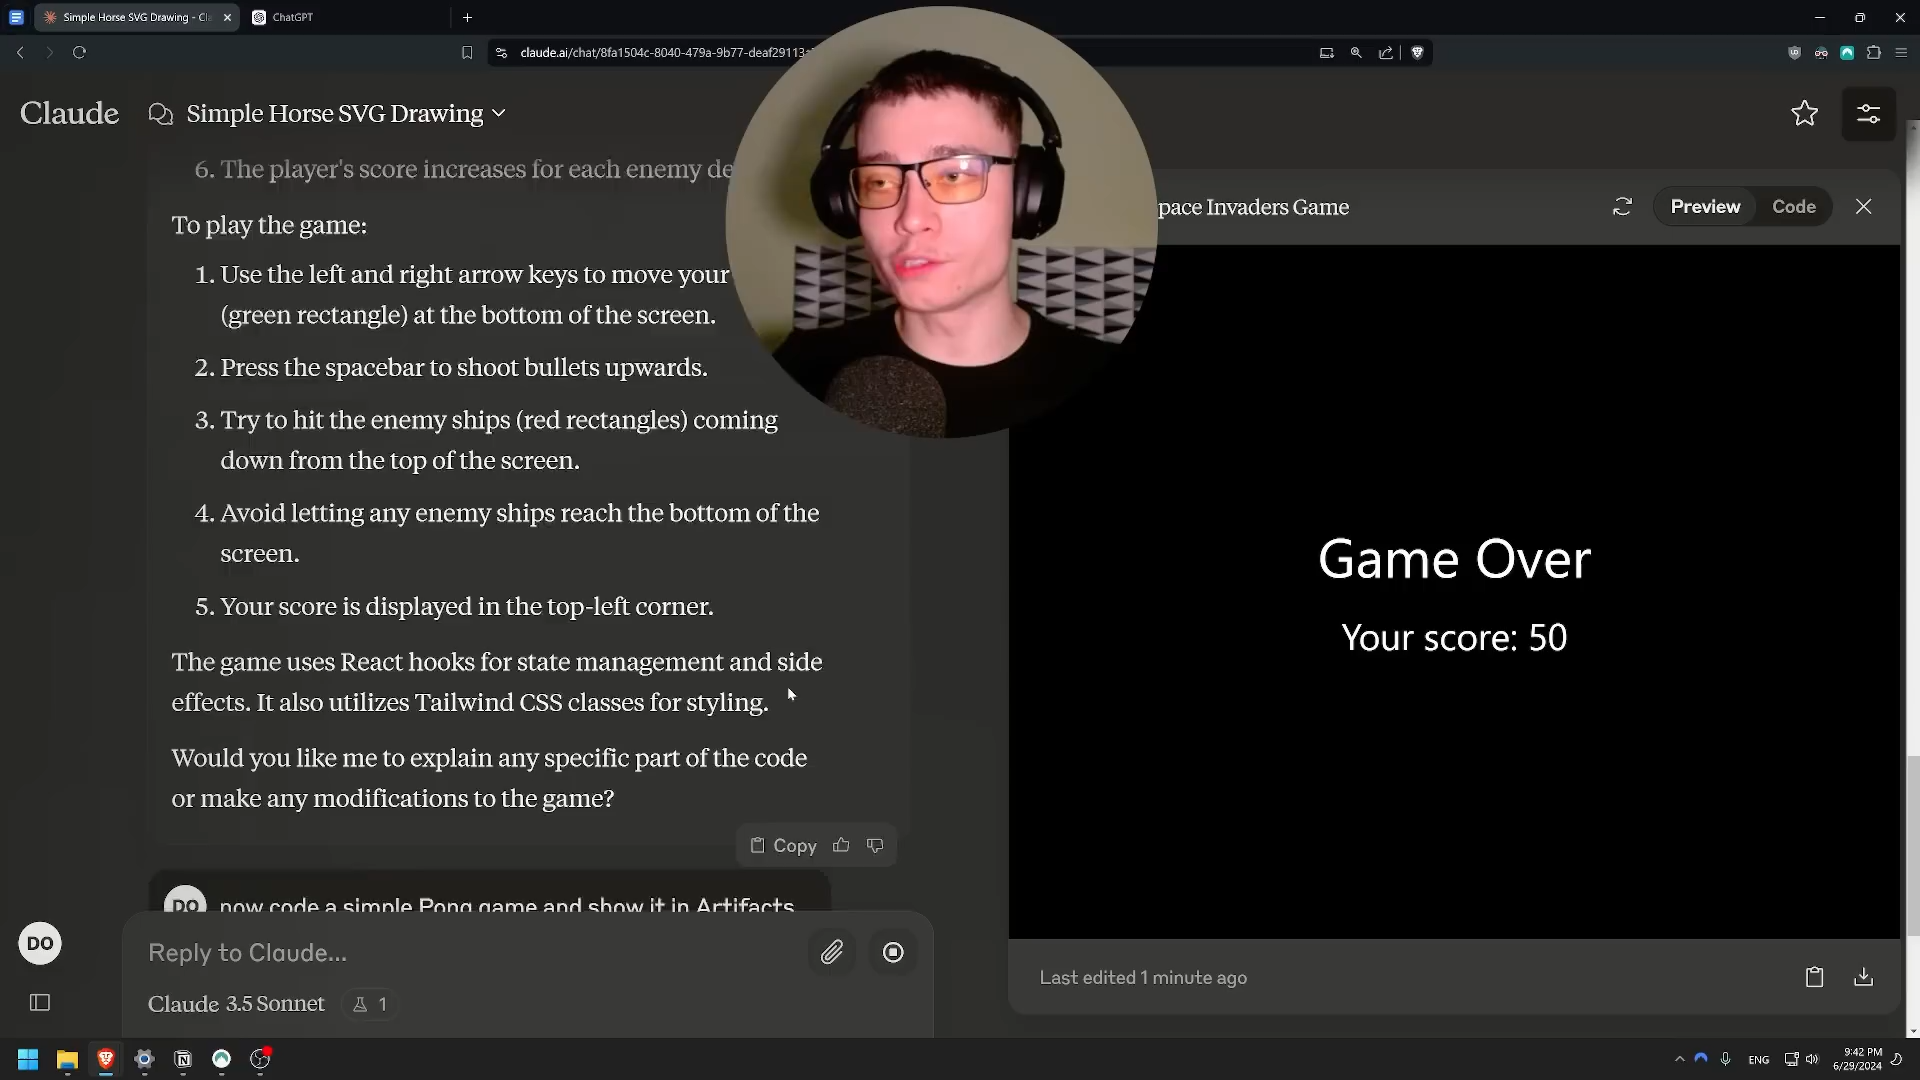 Simple Horse SVG Drawing - Cl
ChatGPT
claude.ai/chat/8fa1504c-8040-479a-9b77-deaf29113a
Claude
Simple Horse SVG Drawing
6. The player's score increases for each enemy de
To play the game:
1. Use the left and right arrow keys to move your
(green rectangle) at the bottom of the screen.
2. Press the spacebar to shoot bullets upwards.
3. Try to hit the enemy ships (red rectangles) coming
down from the top of the screen.
4. Avoid letting any enemy ships reach the bottom of the
screen.
5. Your score is displayed in the top-left corner.
The game uses React hooks for state management and side
effects. It also utilizes Tailwind CSS classes for styling.
Would you like me to explain any specific part of the code
or make any modifications to the game?
Copy
DO now code a simple Pong game and show it in Artifacts
DO
Reply to Claude...
Claude 3.5 Sonnet 1
pace Invaders Game
Preview Code
Game Over
Your score: 50
Last edited 1 minute ago
ENG
9:42 PM
6/29/2024